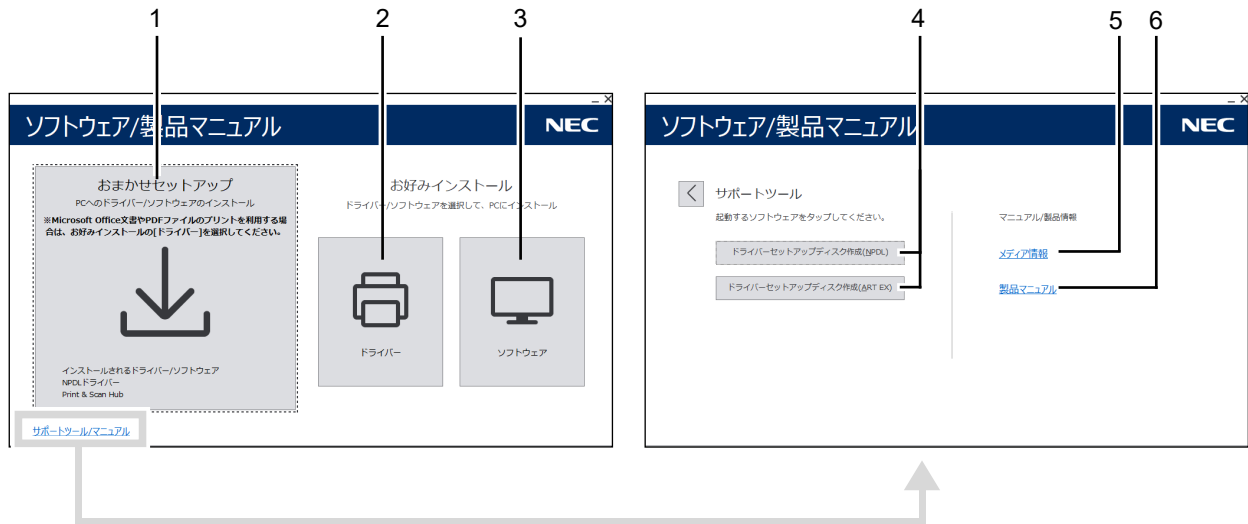 1
2
3
4
5
6
ソフトウェア/製品マニュアル
NEC
おまかせセットアップ
PCへのドライバー/ソフトウェアのインストール
※Microsoft Office文書やPDFファイルのプリントを利用する場
合は、お好みインストールの[ドライバー]を選択してください。
インストールされるドライバー/ソフトウェア
NPDLドライバー
Print & Scan Hub
お好みインストール
ドライバー/ソフトウェアを選択して、PCにインストール
ドライバー
ソフトウェア
サポートツール/マニュアル
ソフトウェア/製品マニュアル
NEC
サポートツール
起動するソフトウェアをタップしてください。
ドライバーセットアップディスク作成(NPDL)
ドライバーセットアップディスク作成(ART EX)
マニュアル/製品情報
メディア情報
製品マニュアル